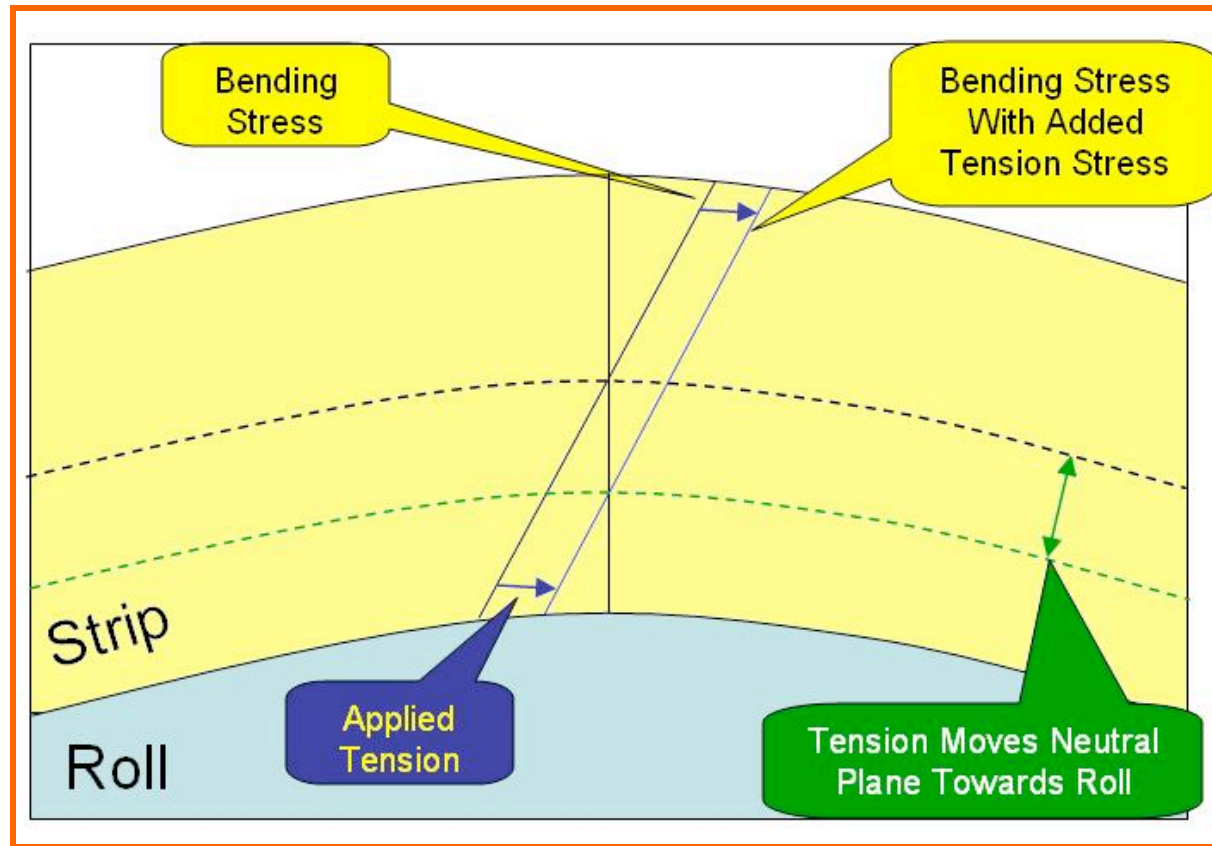 Bending
Stress
Bending Stress
With Added
Tension Stress
Strip
Applied
Tension
Roll
Tension Moves Neutral
Plane Towards Roll